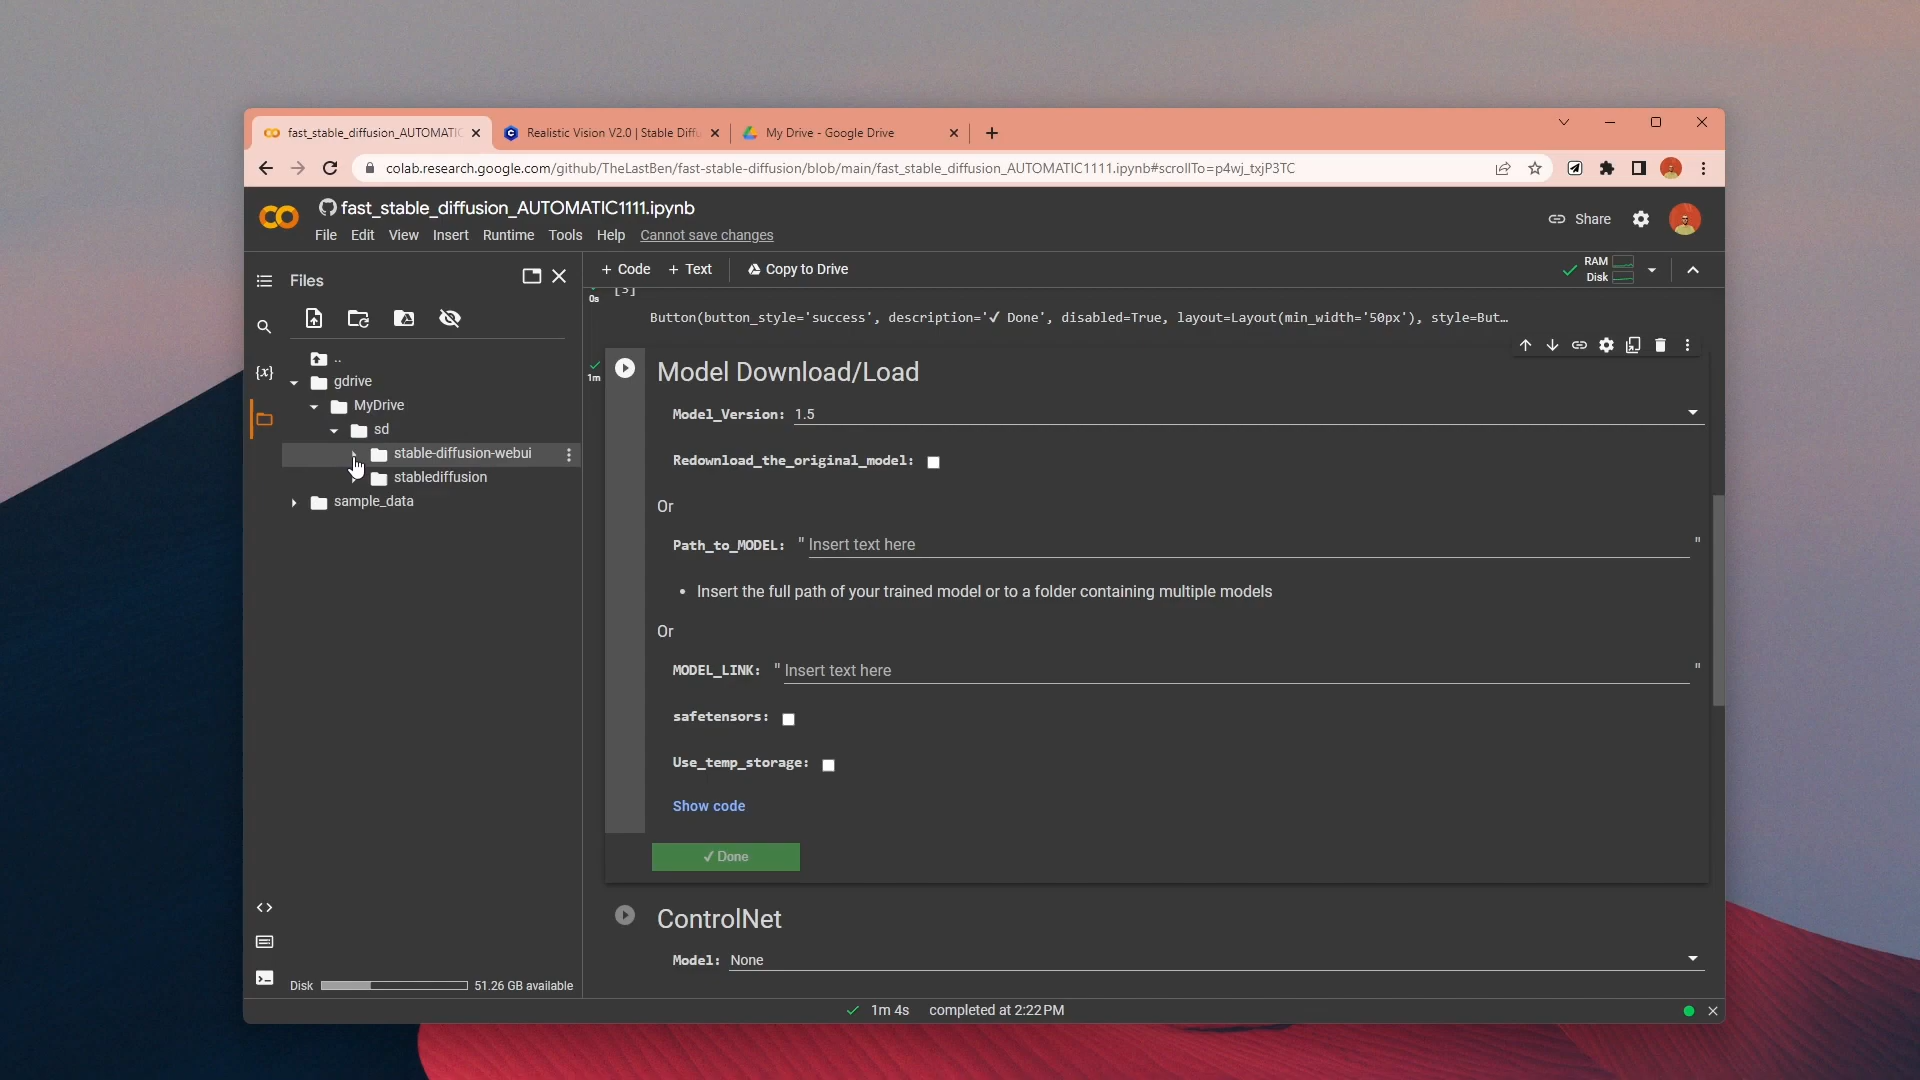 fast_stable_diffusion_AUTOMATIC
Realistic Vision V2.0 | Stable Diffu
My Drive - Google Drive
colab.research.google.com/github/TheLastBen/fast-stable-diffusion/blob/main/fast_stable_diffusion_AUTOMATIC1111.ipynb#scrollTo=p4wj_txjP3TC
fast_stable_diffusion_AUTOMATIC1111.ipynb
File Edit View Insert Runtime Tools Help Cannot save changes
Share
Files
+ Code + Text Copy to Drive
RAM
Disk
0s [3]
Button(button_style='success', description='✓ Done', disabled=True, layout=Layout(min_width='50px'), style=But…
{x}
..
gdrive
MyDrive
sd
stable-diffusion-webui
stablediffusion
sample_data
1m
Model Download/Load
Model_Version: 1.5
Redownload_the_original_model:
Or
Path_to_MODEL: " Insert text here "
• Insert the full path of your trained model or to a folder containing multiple models
Or
MODEL_LINK: " Insert text here "
safetensors:
Use_temp_storage:
Show code
✓ Done
ControlNet
Model: None
Disk 51.26 GB available
✓ 1m 4s completed at 2:22 PM